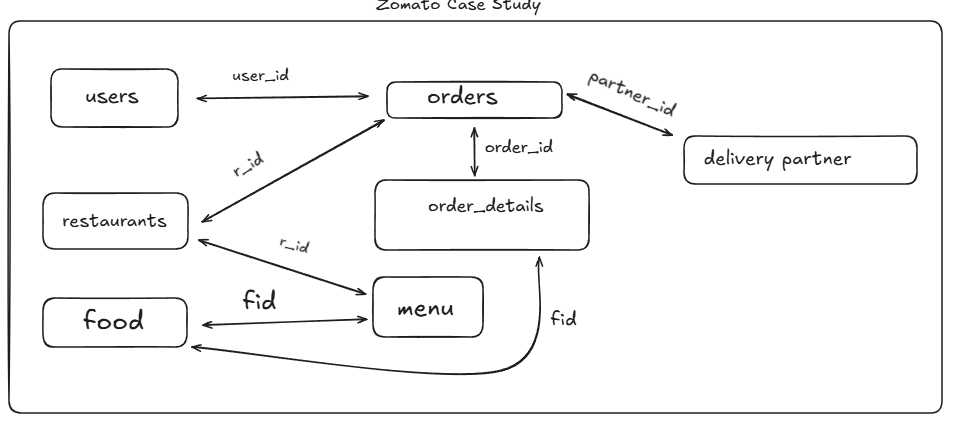 Zomato Case Study
users
user_id
orders
partner_id
delivery partner
order_id
r_id
order_details
restaurants
r_id
menu
fid
food
fid